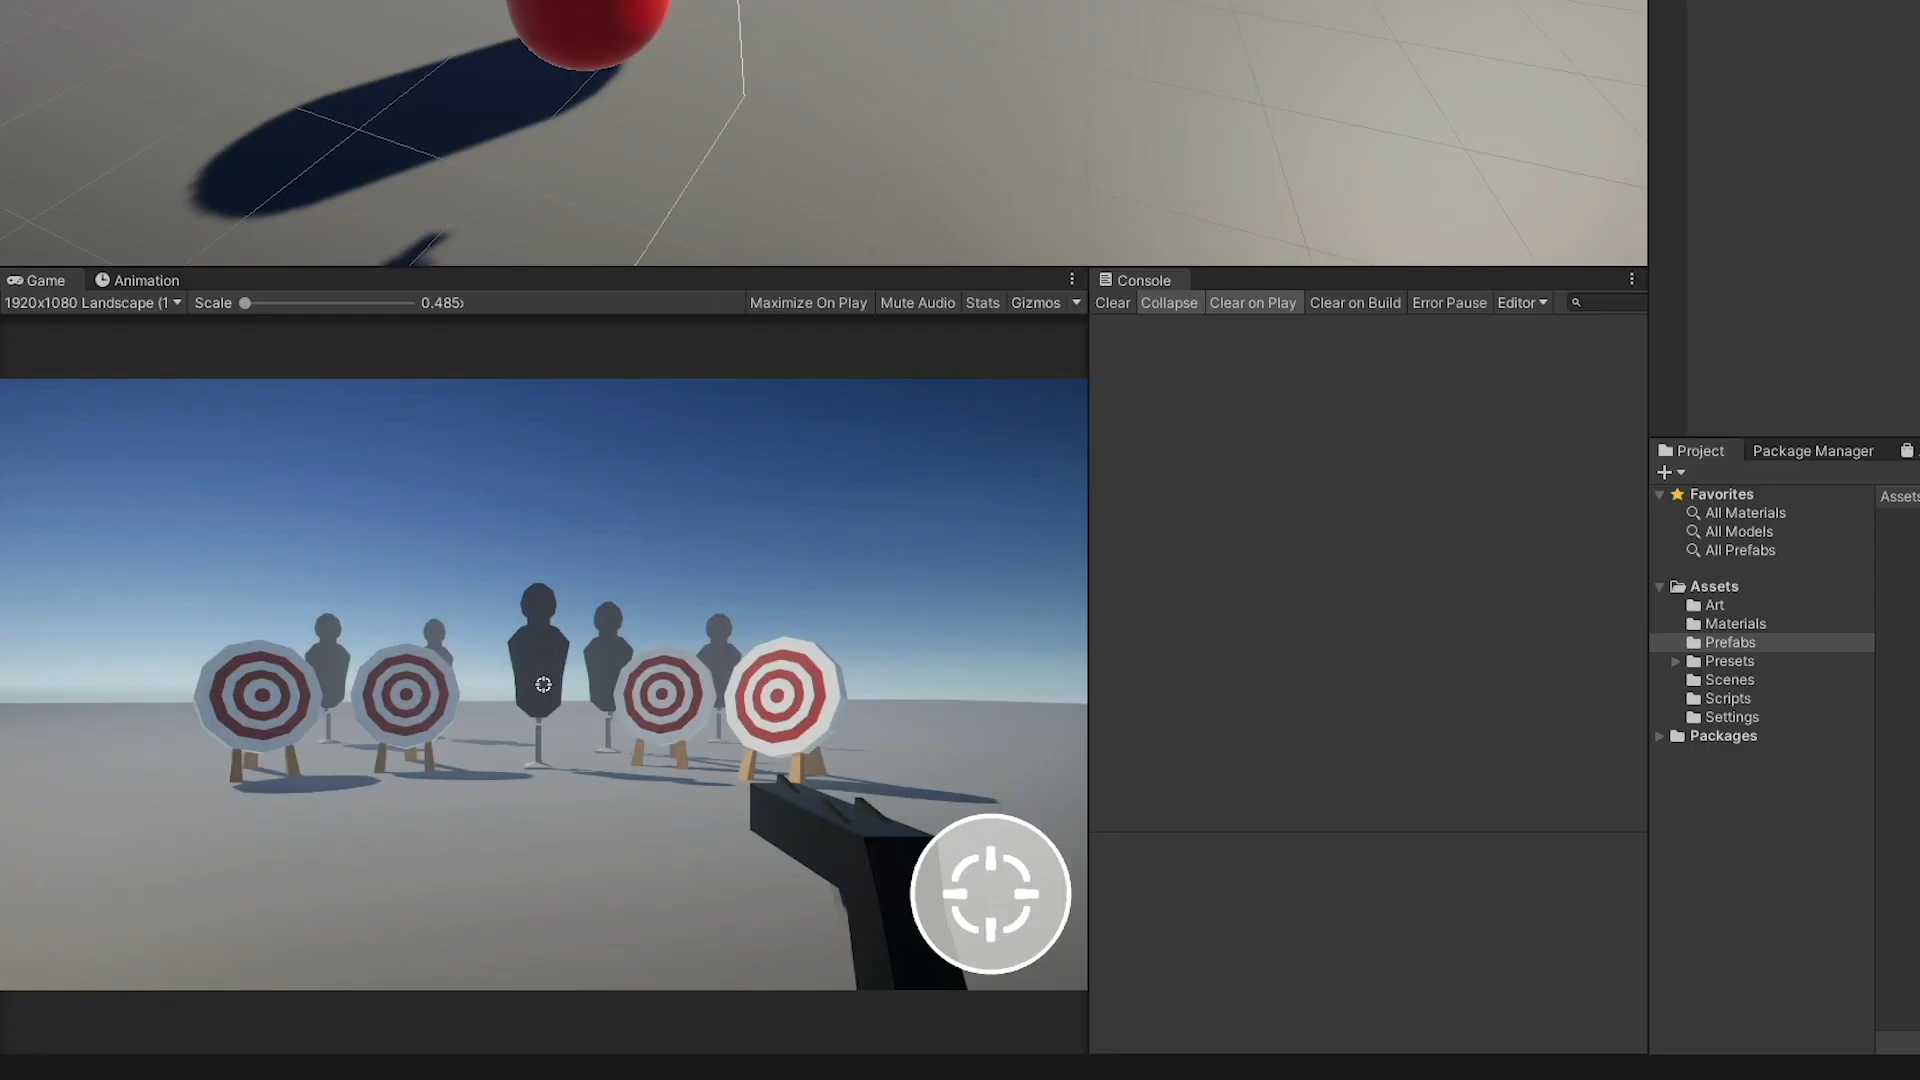 Game
Animation
Console
1920x1080 Landscape (1
Scale
0.485
Maximize On Play
Mute Audio
Stats
Gizmos
Clear
Collapse
Clear on Play
Clear on Build
Error Pause
Editor
Project
Package Manager
Favorites
All Materials
All Models
All Prefabs
Assets
Art
Materials
Prefabs
Presets
Scenes
Scripts
Settings
Packages
Assets